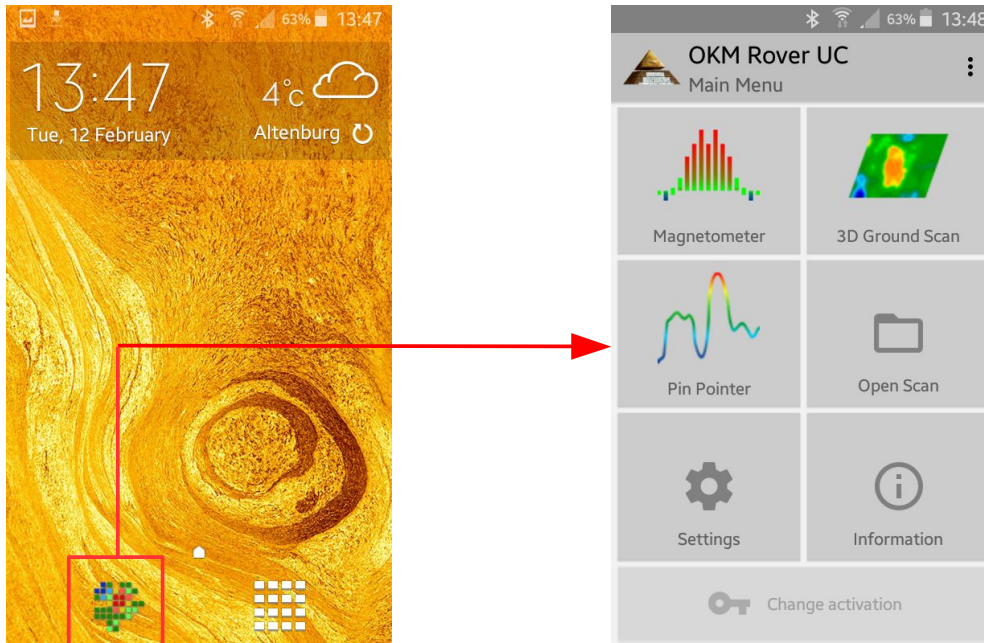 63% 13:47
13:47
4°c
Tue, 12 February
Altenburg
63% 13:48
OKM Rover UC
Main Menu
Magnetometer
3D Ground Scan
Pin Pointer
Open Scan
Settings
Information
Change activation